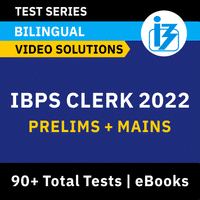 TEST SERIES
BILINGUAL
VIDEO SOLUTIONS
IBPS CLERK 2022
PRELIMS + MAINS
90+ Total Tests | eBooks